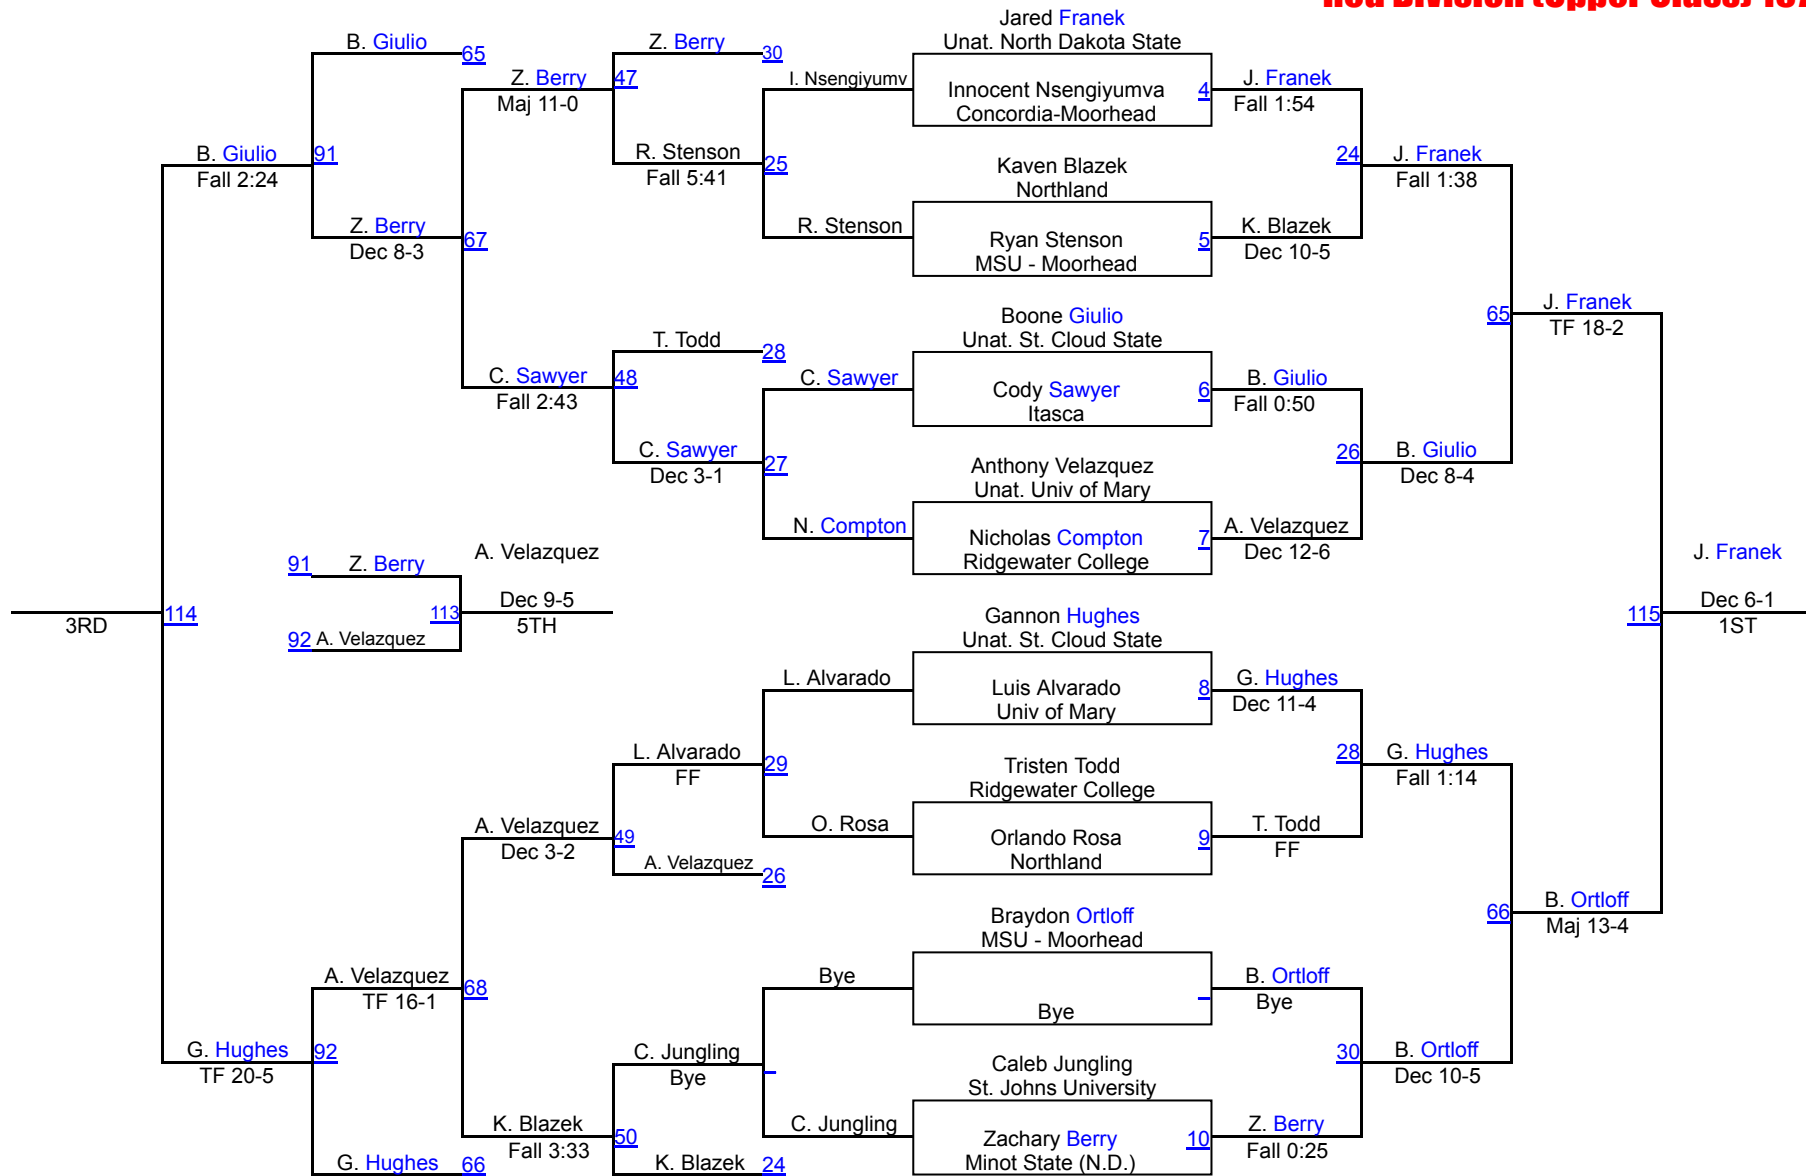 Red Division (Upper Class) 157
Jared Franek
Unat. North Dakota State
B. Giulio
65
Z. Berry
30
Z. Berry
47
Maj 11-0
I. Nsengiyumv
Innocent Nsengiyumva
Concordia-Moorhead
4
J. Franek
Fall 1:54
B. Giulio
91
Fall 2:24
R. Stenson
25
Fall 5:41
Kaven Blazek
Northland
24
J. Franek
Fall 1:38
Z. Berry
67
Dec 8-3
R. Stenson
Ryan Stenson
MSU - Moorhead
5
K. Blazek
Dec 10-5
Boone Giulio
Unat. St. Cloud State
65
J. Franek
TF 18-2
T. Todd
28
C. Sawyer
48
Fall 2:43
C. Sawyer
Cody Sawyer
Itasca
6
B. Giulio
Fall 0:50
C. Sawyer
27
Dec 3-1
Anthony Velazquez
Unat. Univ of Mary
26
B. Giulio
Dec 8-4
N. Compton
Nicholas Compton
Ridgewater College
7
A. Velazquez
Dec 12-6
91
Z. Berry
A. Velazquez
J. Franek
3RD
114
113
Dec 9-5
5TH
92
A. Velazquez
Gannon Hughes
Unat. St. Cloud State
115
Dec 6-1
1ST
L. Alvarado
Luis Alvarado
Univ of Mary
8
G. Hughes
Dec 11-4
L. Alvarado
29
FF
Tristen Todd
Ridgewater College
28
G. Hughes
Fall 1:14
A. Velazquez
49
Dec 3-2
O. Rosa
Orlando Rosa
Northland
9
T. Todd
FF
A. Velazquez
26
Braydon Ortloff
MSU - Moorhead
66
B. Ortloff
Maj 13-4
A. Velazquez
68
TF 16-1
Bye
Bye
B. Ortloff
Bye
G. Hughes
92
TF 20-5
C. Jungling
Bye
Caleb Jungling
St. Johns University
30
B. Ortloff
Dec 10-5
K. Blazek
50
Fall 3:33
C. Jungling
Zachary Berry
Minot State (N.D.)
10
Z. Berry
Fall 0:25
G. Hughes
66
K. Blazek
24